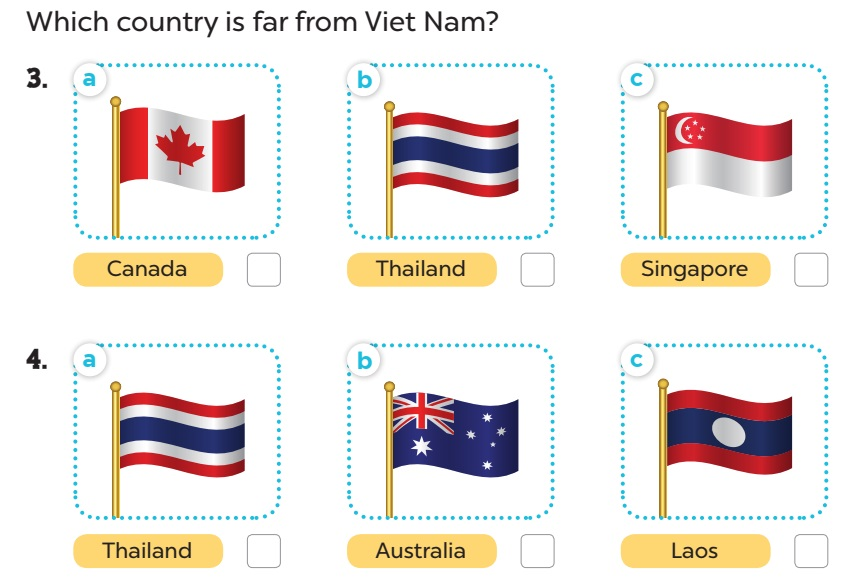 Which country is far from Viet Nam?
3.
a
b
c
Canada
Thailand
Singapore
4.
a
b
c
Thailand
Australia
Laos